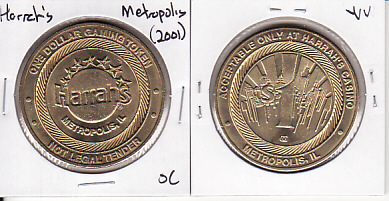 Harrah's
Metropolis
(2001)
VV
ONE DOLLAR GAMING TOKEN
Harrah's
METROPOLIS, IL
NOT LEGAL TENDER
OC
ACCEPTABLE ONLY AT HARRAH'S CASINO
1
METROPOLIS, IL